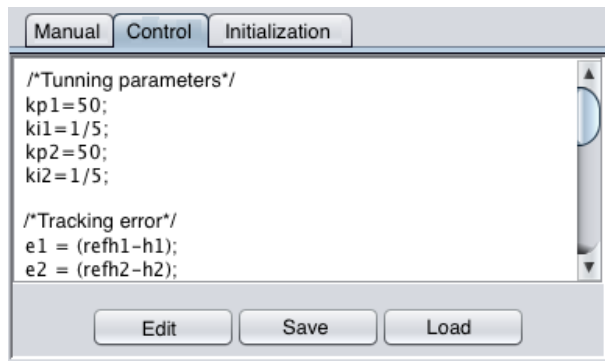 Manual Control Initialization
/*Tunning parameters*/
kp1=50;
ki1=1/5;
kp2=50;
ki2=1/5;
/*Tracking error*/
e1 = (refh1-h1);
e2 = (refh2-h2);
Edit Save Load